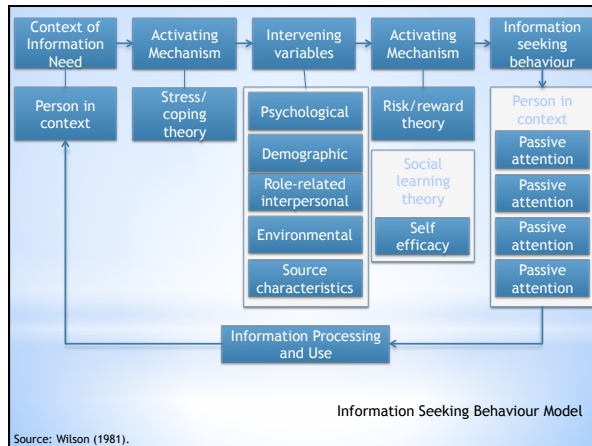 Context of
Information
Need
Activating
Mechanism
Intervening
variables
Activating
Mechanism
Information
seeking
behaviour
Person in
context
Stress/
coping theory
Psychological
Demographic
Role-related
interpersonal
Environmental
Source
characteristics
Risk/reward
theory
Social
learning
theory
Self
efficacy
Person in
context
Passive
attention
Passive
attention
Passive
attention
Passive
attention
Information Processing
and Use
Information Seeking Behaviour Model
Source: Wilson (1981).